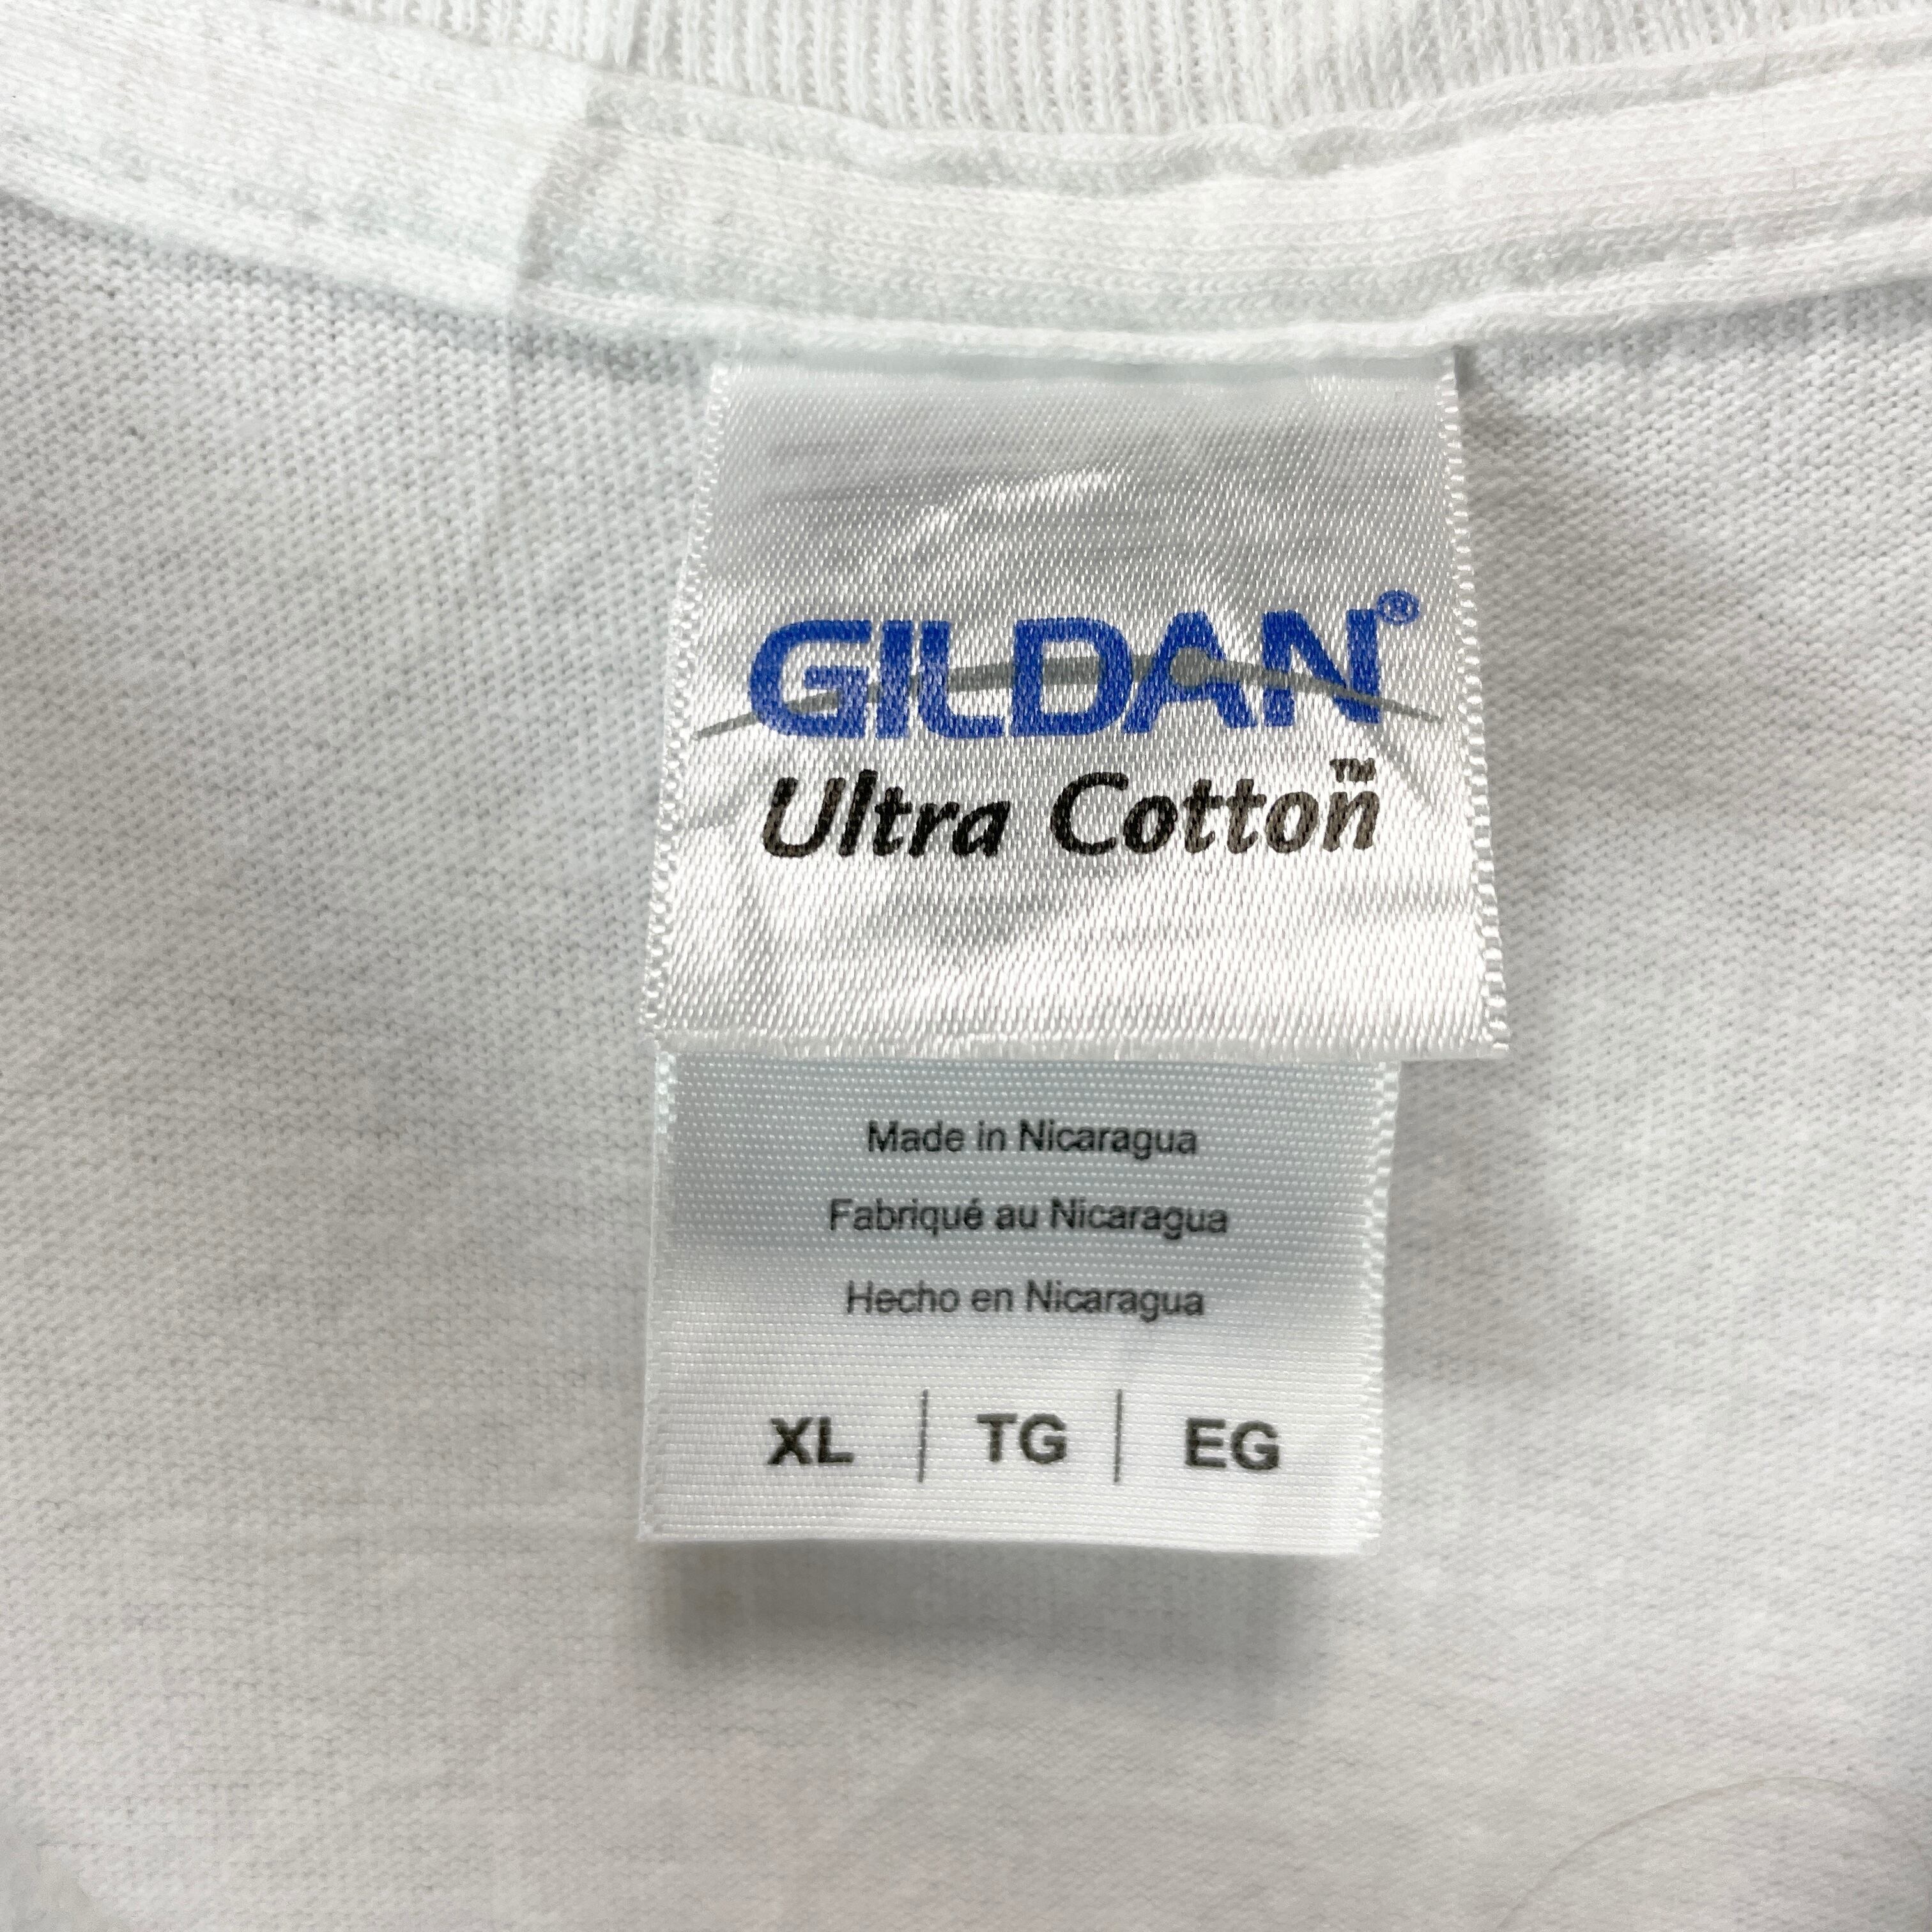 GILDAN®
Ultra Cotton™
Made in Nicaragua
Fabriqué au Nicaragua
Hecho en Nicaragua
XL | TG | EG